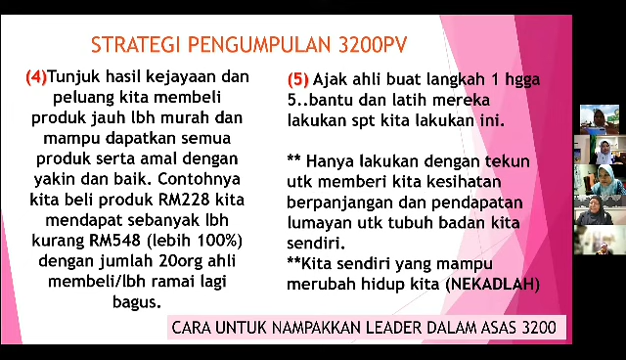 STRATEGI PENGUMPULAN 3200PV
(4)Tunjuk hasil kejayaan dan
peluang kita membeli
produk jauh lbh murah dan
mampu dapatkan semua
produk serta amal dengan
yakin dan baik. Contohnya
kita beli produk RM228 kita
mendapat sebanyak lbh
kurang RM548 (lebih 100%)
dengan jumlah 20org ahli
membeli/lbh ramai lagi
bagus.
(5) Ajak ahli buat langkah 1 hgga
5..bantu dan latih mereka
lakukan spt kita lakukan ini.
** Hanya lakukan dengan tekun
utk memberi kita kesihatan
berpanjangan dan pendapatan
lumayan utk tubuh badan kita
sendiri.
**Kita sendiri yang mampu
merubah hidup kita (NEKADLAH)
CARA UNTUK NAMPAKKAN LEADER DALAM ASAS 3200